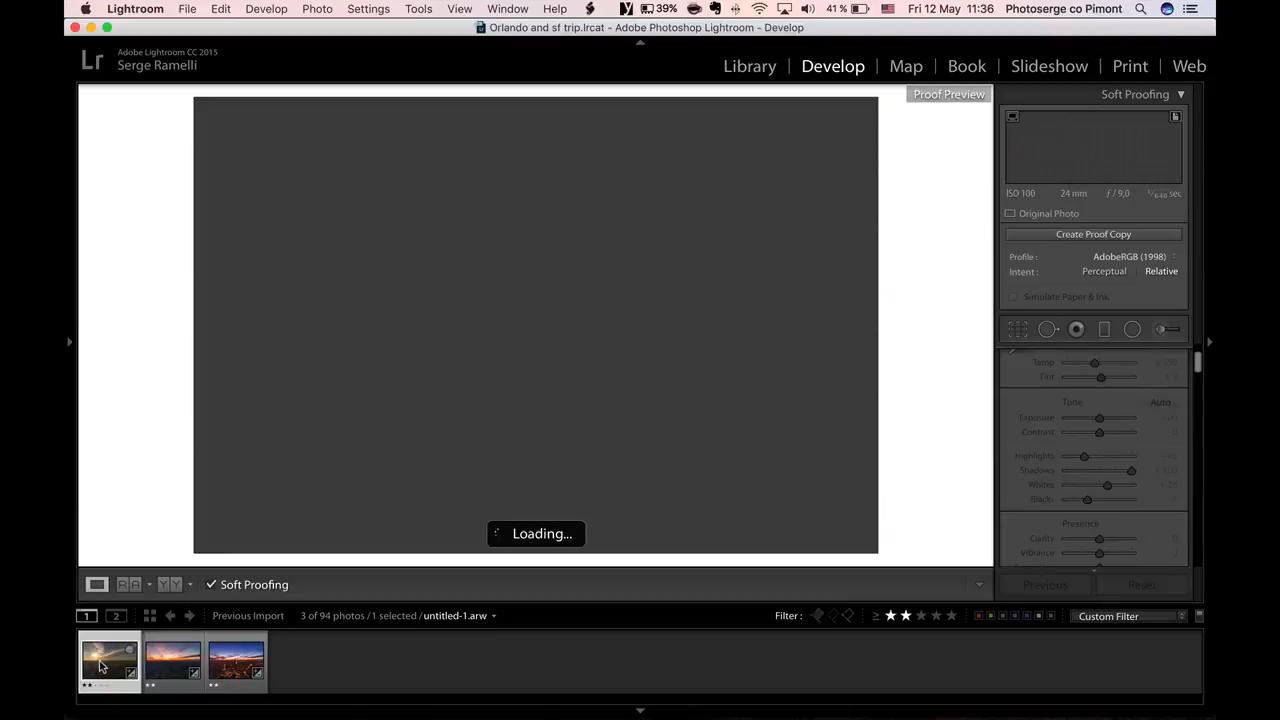 Lightroom File Edit Develop Photo Settings Tools View Window Help 39% 41% Fri 12 May 11:36 Photoserge co Pimont
Orlando and sf trip.lrcat - Adobe Photoshop Lightroom - Develop
Lr Adobe Lightroom CC 2015
Serge Ramelli
Library | Develop | Map | Book | Slideshow | Print | Web
Proof Preview
Soft Proofing
ISO 100 24 mm ƒ / 9,0 1/640 sec
Original Photo
Create Proof Copy
Profile : AdobeRGB (1998)
Intent : Perceptual Relative
Simulate Paper & Ink
Temp
Tint
Tone Auto
Exposure
Contrast 0
Highlights
Shadows
Whites
Blacks
Presence
Clarity
Vibrance
Loading...
Previous Reset
R A Y Y Soft Proofing
1 2 Previous Import 3 of 94 photos / 1 selected / untitled-1.arw Filter : ≥ ★★★★★ Custom Filter